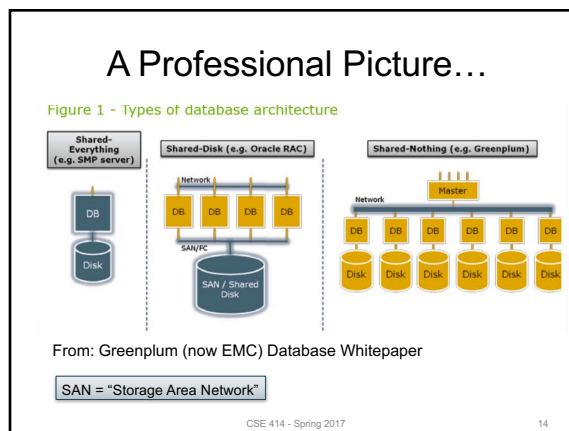 A Professional Picture…
Figure 1 - Types of database architecture
Shared-
Everything
(e.g. SMP server)
DB
Disk
Shared-Disk (e.g. Oracle RAC)
Network
DB DB DB DB
SAN/FC
SAN / Shared
Disk
Shared-Nothing (e.g. Greenplum)
Master
Network
DB DB DB DB DB DB
Disk Disk Disk Disk Disk Disk
From: Greenplum (now EMC) Database Whitepaper
SAN = “Storage Area Network”
CSE 414 - Spring 2017
14